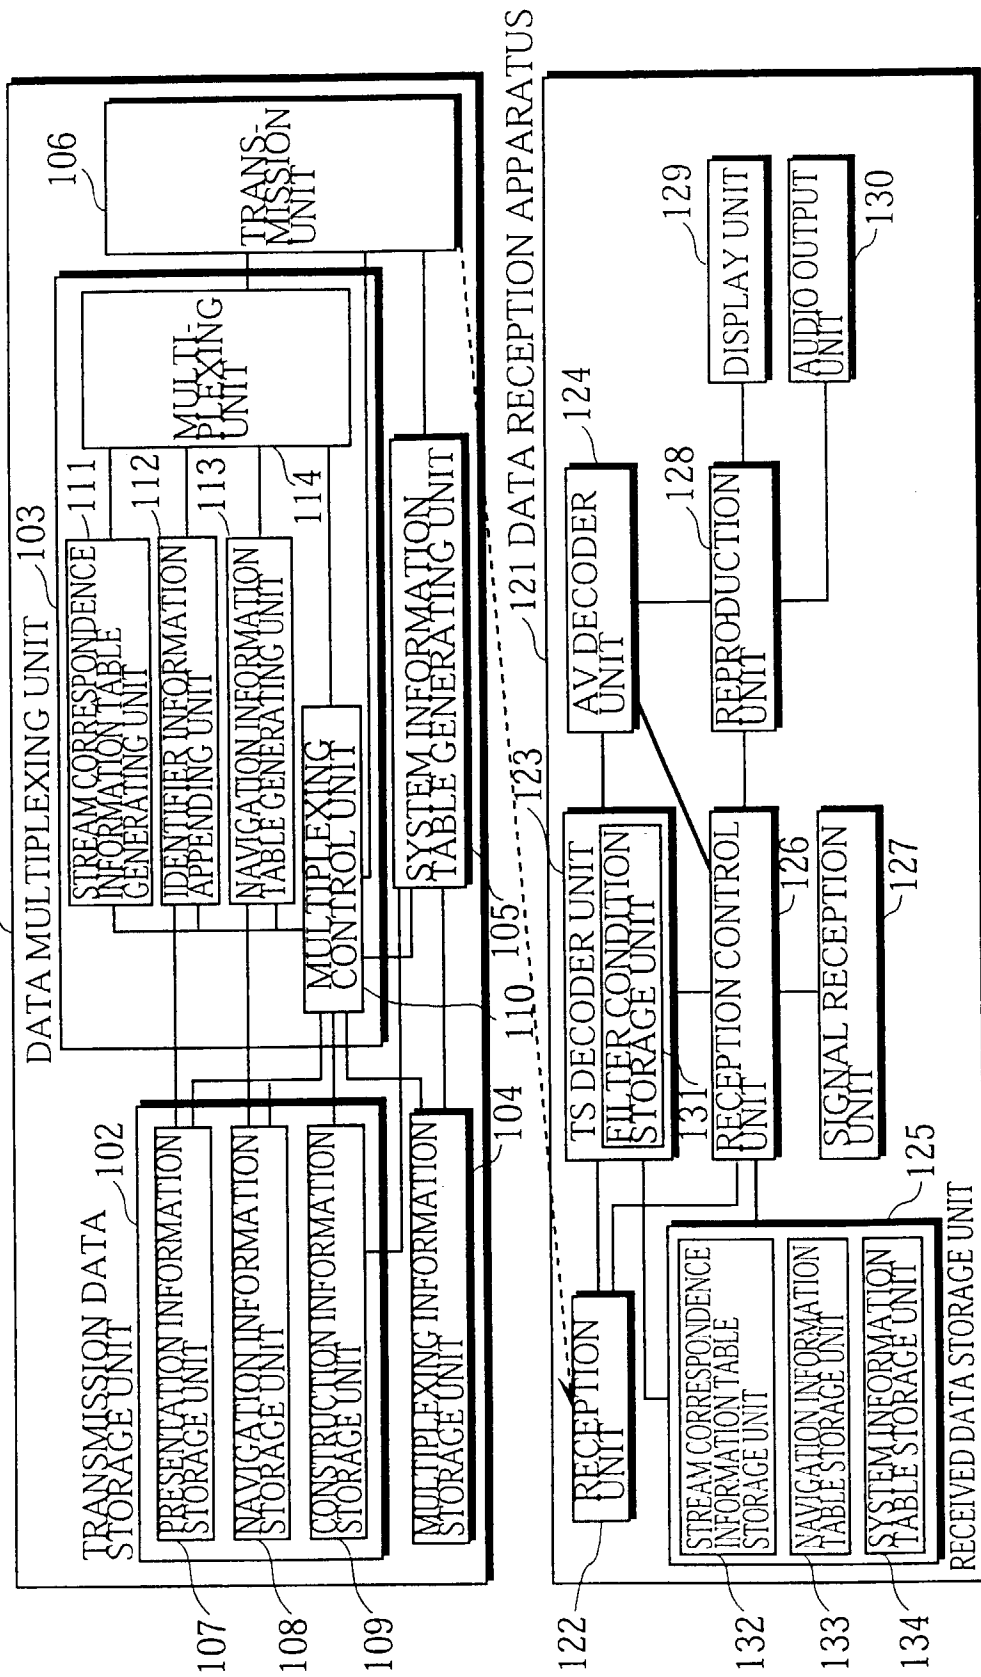 TRANSMISSION DATA
STORAGE UNIT
102
107
PRESENTATION INFORMATION
STORAGE UNIT
108
NAVIGATION INFORMATION
STORAGE UNIT
109
CONSTRUCTION INFORMATION
STORAGE UNIT
MULTIPLEXING INFORMATION
STORAGE UNIT
104
DATA MULTIPLEXING UNIT
103
STREAM CORRESPONDENCE
INFORMATION TABLE
GENERATING UNIT
111
IDENTIFIER INFORMATION
APPENDING UNIT
112
NAVIGATION INFORMATION
TABLE GENERATING UNIT
113
MULTIPLEXING
CONTROL UNIT
110
MULTI-
PLEXING
UNIT
114
SYSTEM INFORMATION
TABLE GENERATING UNIT
105
TRANS-
MISSION
UNIT
106
121 DATA RECEPTION APPARATUS
RECEPTION
UNIT
122
TS DECODER UNIT
123
FILTER CONDITION
STORAGE UNIT
131
AV DECODER
UNIT
124
RECEPTION CONTROL
UNIT
126
SIGNAL RECEPTION
UNIT
127
REPRODUCTION
UNIT
128
DISPLAY UNIT
129
AUDIO OUTPUT
UNIT
130
125
132
STREAM CORRESPONDENCE
INFORMATION TABLE
STORAGE UNIT
133
NAVIGATION INFORMATION
TABLE STORAGE UNIT
134
SYSTEM INFORMATION
TABLE STORAGE UNIT
RECEIVED DATA STORAGE UNIT